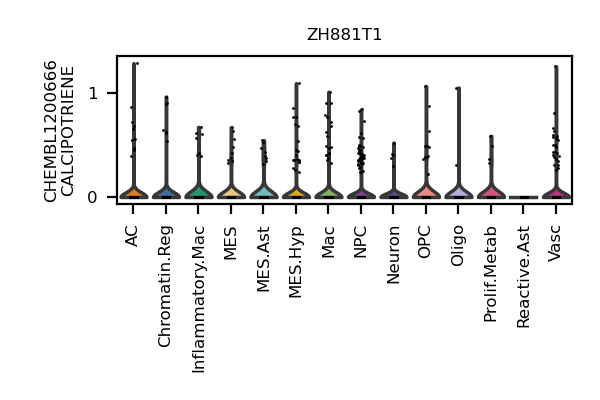 ZH881T1
CHEMBL1200666
CALCIPOTRIENE
1
0
AC
Chromatin.Reg
Inflammatory.Mac
MES
MES.Ast
MES.Hyp
Mac
NPC
Neuron
OPC
Oligo
Prolif.Metab
Reactive.Ast
Vasc